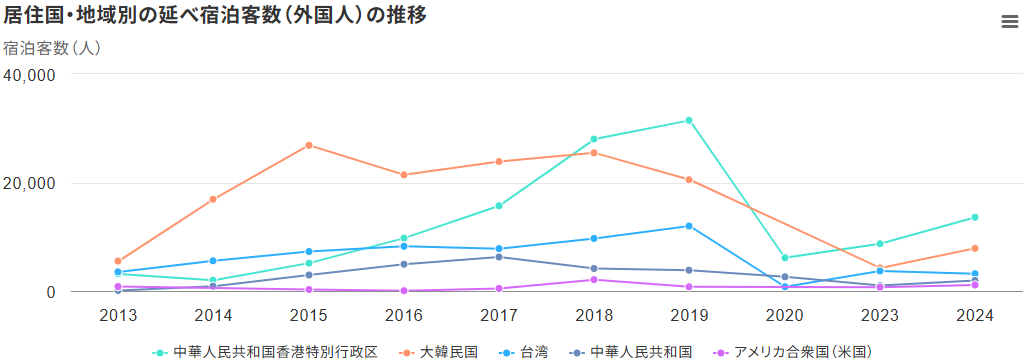 居住国・地域別の延べ宿泊客数（外国人）の推移
宿泊客数（人）
40,000
20,000
0
2013 2014 2015 2016 2017 2018 2019 2020 2023 2024
中華人民共和国香港特別行政区 大韓民国 台湾 中華人民共和国 アメリカ合衆国（米国）